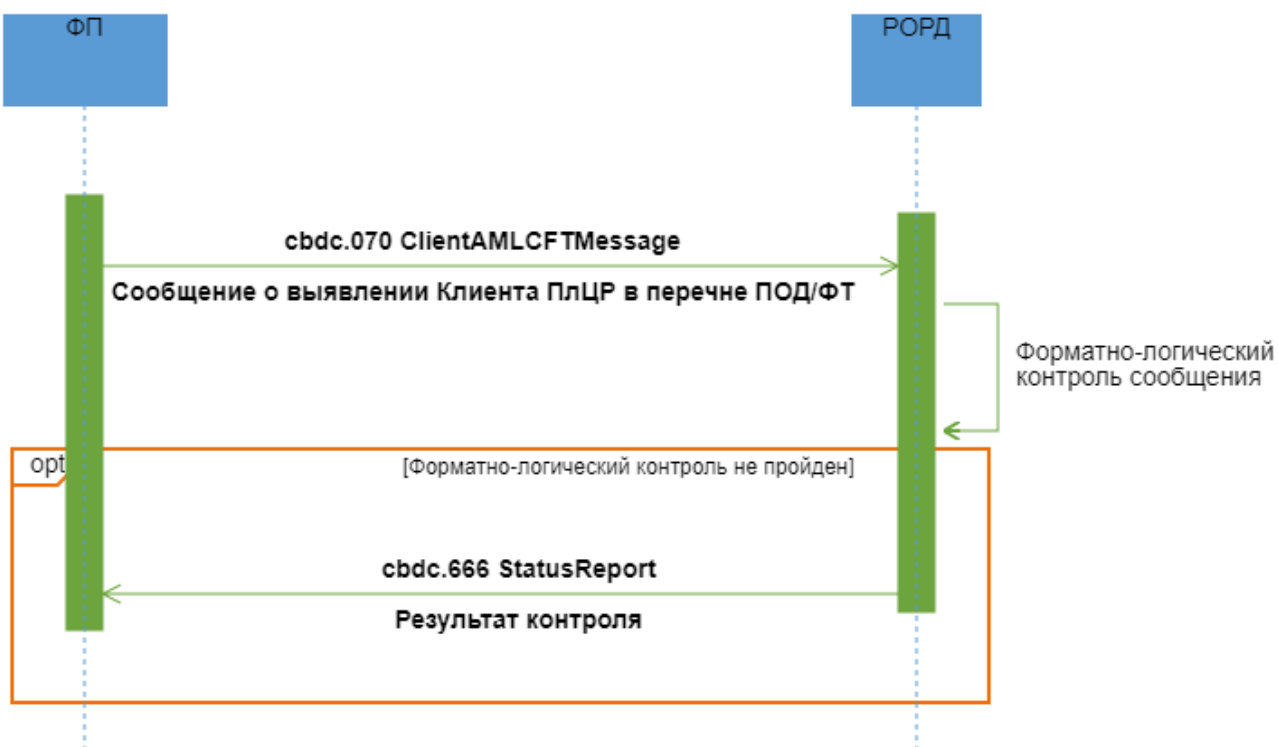 ФП
РОРД
cbdc.070 ClientAMLCFTMessage
Сообщение о выявлении Клиента ПлЦР в перечне ПОД/ФТ
Форматно-логический
контроль сообщения
opt
[Форматно-логический контроль не пройден]
cbdc.666 StatusReport
Результат контроля